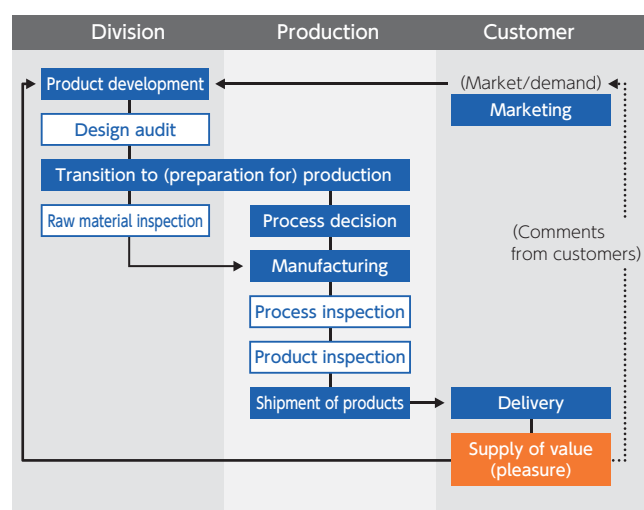 Division Production Customer
Product development
(Market/demand)
Marketing
Design audit
Transition to (preparation for) production
Raw material inspection
Process decision
(Comments
from customers)
Manufacturing
Process inspection
Product inspection
Shipment of products
Delivery
Supply of value
(pleasure)